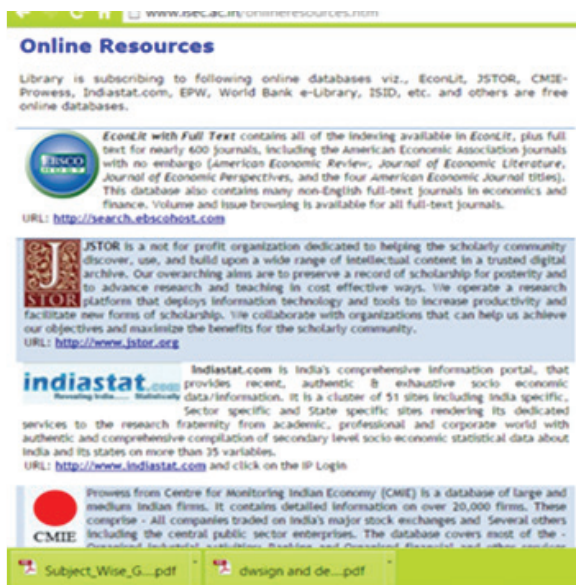 www.isec.ac.in/onlineresources.htm
Online Resources
Library is subscribing to following online databases viz., EconLit, JSTOR, CMIE-
Prowess, Indiastat.com, EPW, World Bank e-Library, ISID, etc. and others are free
online databases.
EBSCO
HOST
EconLit with Full Text contains all of the indexing available in EconLit, plus full
text for nearly 600 journals, including the American Economic Association journals
with no embargo (American Economic Review, Journal of Economic Literature,
Journal of Economic Perspectives, and the four American Economic Journal titles).
This database also contains many non-English full-text journals in economics and
finance. Volume and issue browsing is available for all full-text journals.
URL: http://search.ebscohost.com
J
STOR
JSTOR is a not for profit organization dedicated to helping the scholarly community
discover, use, and build upon a wide range of intellectual content in a trusted digital
archive. Our overarching aims are to preserve a record of scholarship for posterity and
to advance research and teaching in cost effective ways. We operate a research
platform that deploys information technology and tools to increase productivity and
facilitate new forms of scholarship. We collaborate with organizations that can help us achieve
our objectives and maximize the benefits for the scholarly community.
URL: http://www.jstor.org
indiastat.com
Revealing India...... Statistically
Indiastat.com is India's comprehensive information portal, that
provides recent, authentic & exhaustive socio economic
data/information. It is a cluster of 51 sites including India specific,
Sector specific and State specific sites rendering its dedicated
services to the research fraternity from academic, professional and corporate world with
authentic and comprehensive compilation of secondary level socio economic statistical data about
India and its states on more than 35 variables.
URL: http://www.indiastat.com and click on the IP Login
CMIE
Prowess from Centre for Monitoring Indian Economy (CMIE) is a database of large and
medium Indian firms. It contains detailed information on over 20,000 firms. These
comprise - All companies traded on India's major stock exchanges and Several others
including the central public sector enterprises. The database covers most of the -
Organised Industrial activities; Banking and Organised financial and other services
Subject_Wise_G....pdf
dwsign and de....pdf